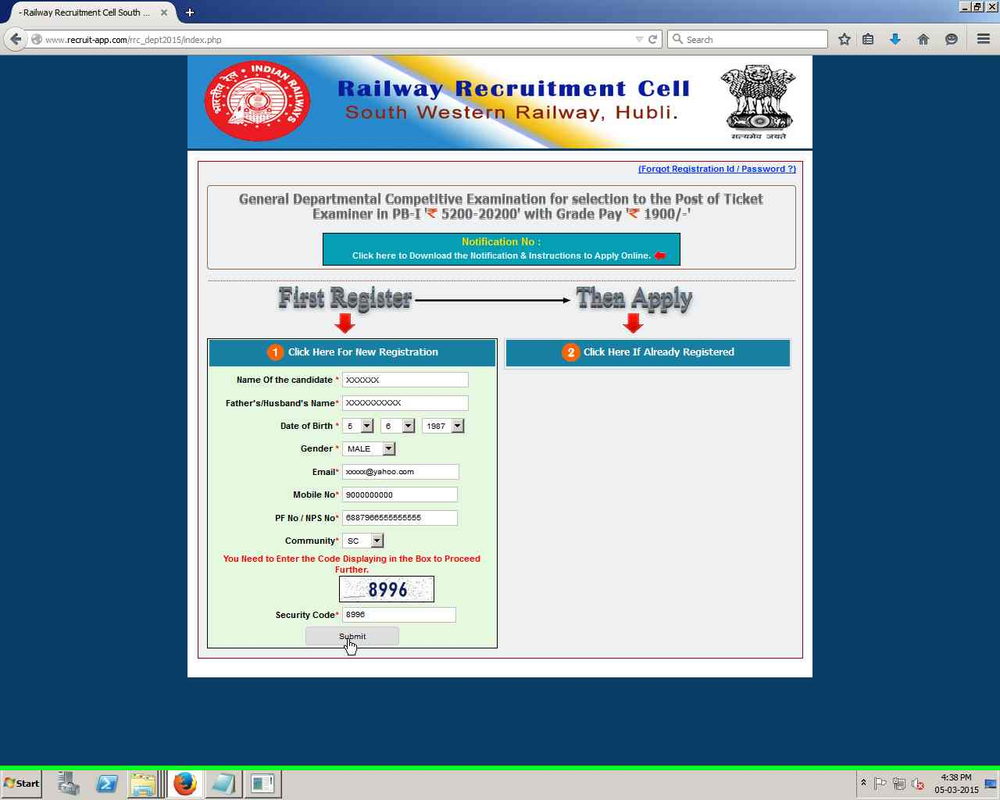 - Railway Recruitment Cell South ...
www.recruit-app.com/rrc_dept2015/index.php
Search
भारतीय रेल INDIAN RAILWAYS
Railway Recruitment Cell
South Western Railway, Hubli.
सत्यमेव जयते
(Forgot Registration Id / Password ?)
General Departmental Competitive Examination for selection to the Post of Ticket
Examiner in PB-I '₹ 5200-20200' with Grade Pay '₹ 1900/-'
Notification No :
Click here to Download the Notification & Instructions to Apply Online.
First Register
Then Apply
1 Click Here For New Registration
2 Click Here If Already Registered
Name Of the candidate * XXXXXX
Father's/Husband's Name* XXXXXXXXXX
Date of Birth * 5 6 1987
Gender * MALE
Email* xxxxx@yahoo.com
Mobile No* 9000000000
PF No / NPS No* 6887966555555555
Community* SC
You Need to Enter the Code Displaying in the Box to Proceed
Further.
8996
Security Code* 8996
Submit
Start
4:38 PM
05-03-2015